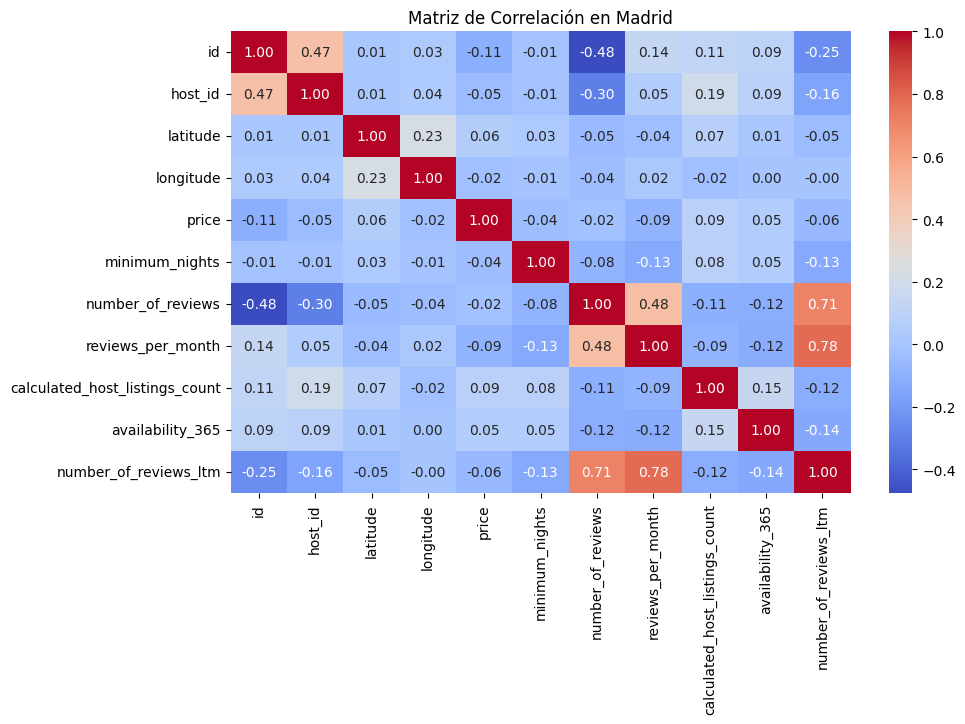 Matriz de Correlación en Madrid
id 1.00 0.47 0.01 0.03 -0.11 -0.01 -0.48 0.14 0.11 0.09 -0.25
host_id 0.47 1.00 0.01 0.04 -0.05 -0.01 -0.30 0.05 0.19 0.09 -0.16
latitude 0.01 0.01 1.00 0.23 0.06 0.03 -0.05 -0.04 0.07 0.01 -0.05
longitude 0.03 0.04 0.23 1.00 -0.02 -0.01 -0.04 0.02 -0.02 0.00 -0.00
price -0.11 -0.05 0.06 -0.02 1.00 -0.04 -0.02 -0.09 0.09 0.05 -0.06
minimum_nights -0.01 -0.01 0.03 -0.01 -0.04 1.00 -0.08 -0.13 0.08 0.05 -0.13
number_of_reviews -0.48 -0.30 -0.05 -0.04 -0.02 -0.08 1.00 0.48 -0.11 -0.12 0.71
reviews_per_month 0.14 0.05 -0.04 0.02 -0.09 -0.13 0.48 1.00 -0.09 -0.12 0.78
calculated_host_listings_count 0.11 0.19 0.07 -0.02 0.09 0.08 -0.11 -0.09 1.00 0.15 -0.12
availability_365 0.09 0.09 0.01 0.00 0.05 0.05 -0.12 -0.12 0.15 1.00 -0.14
number_of_reviews_ltm -0.25 -0.16 -0.05 -0.00 -0.06 -0.13 0.71 0.78 -0.12 -0.14 1.00
id
host_id
latitude
longitude
price
minimum_nights
number_of_reviews
reviews_per_month
calculated_host_listings_count
availability_365
number_of_reviews_ltm
1.0
0.8
0.6
0.4
0.2
0.0
−0.2
−0.4